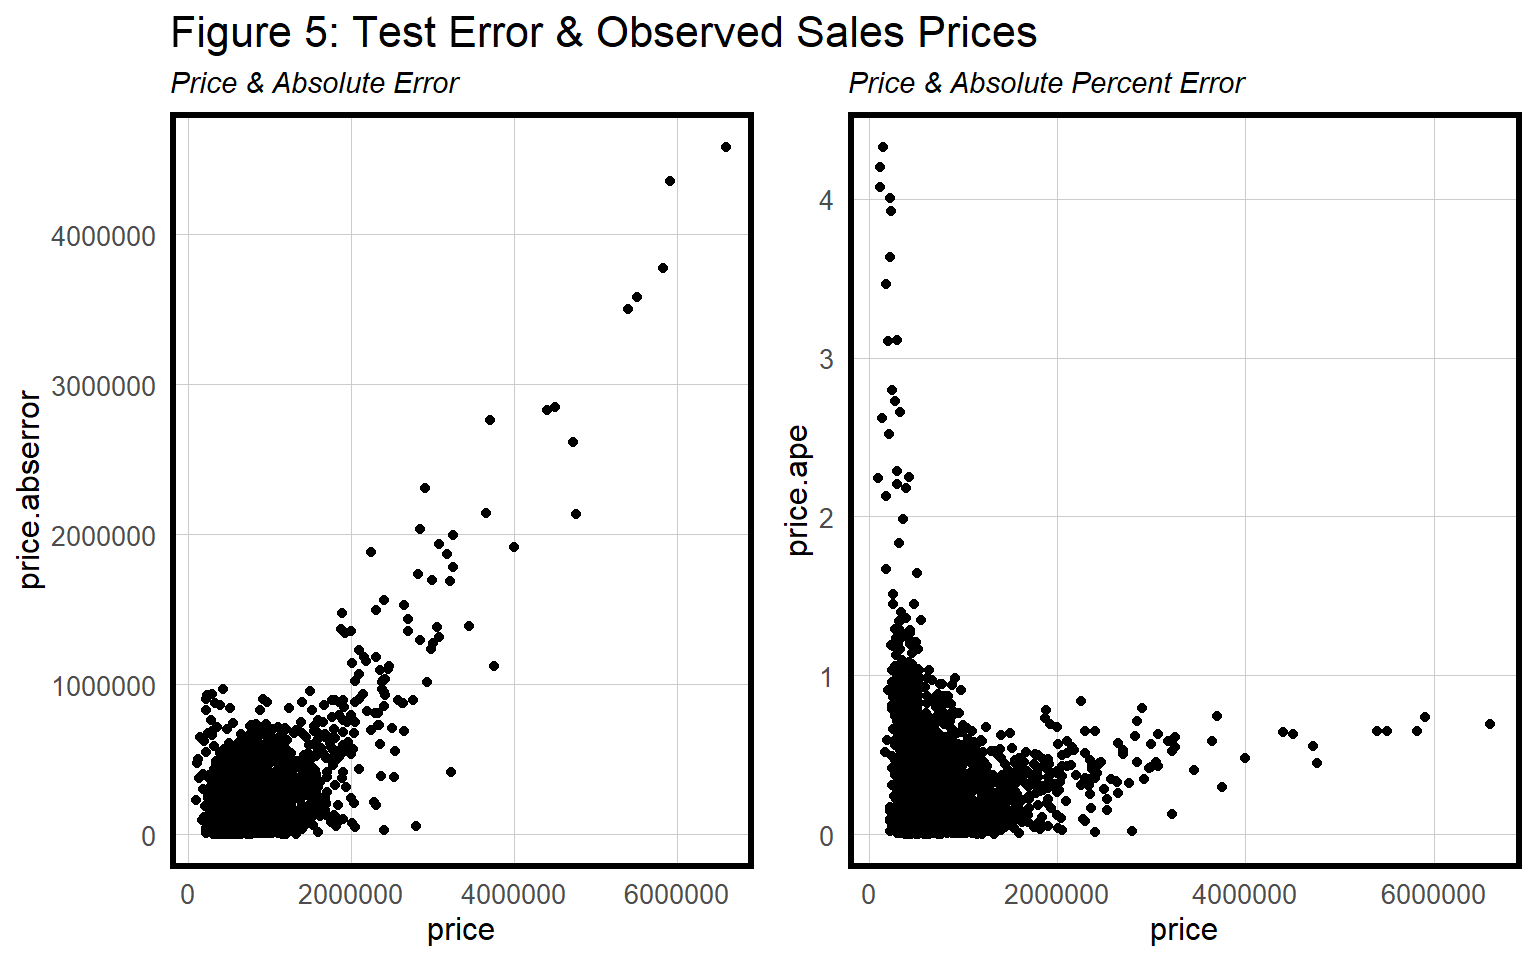 Figure 5: Test Error & Observed Sales Prices
Price & Absolute Error
price.abserror
4000000
3000000
2000000
1000000
0
0 2000000 4000000 6000000
price
Price & Absolute Percent Error
price.ape
4
3
2
1
0
0 2000000 4000000 6000000
price